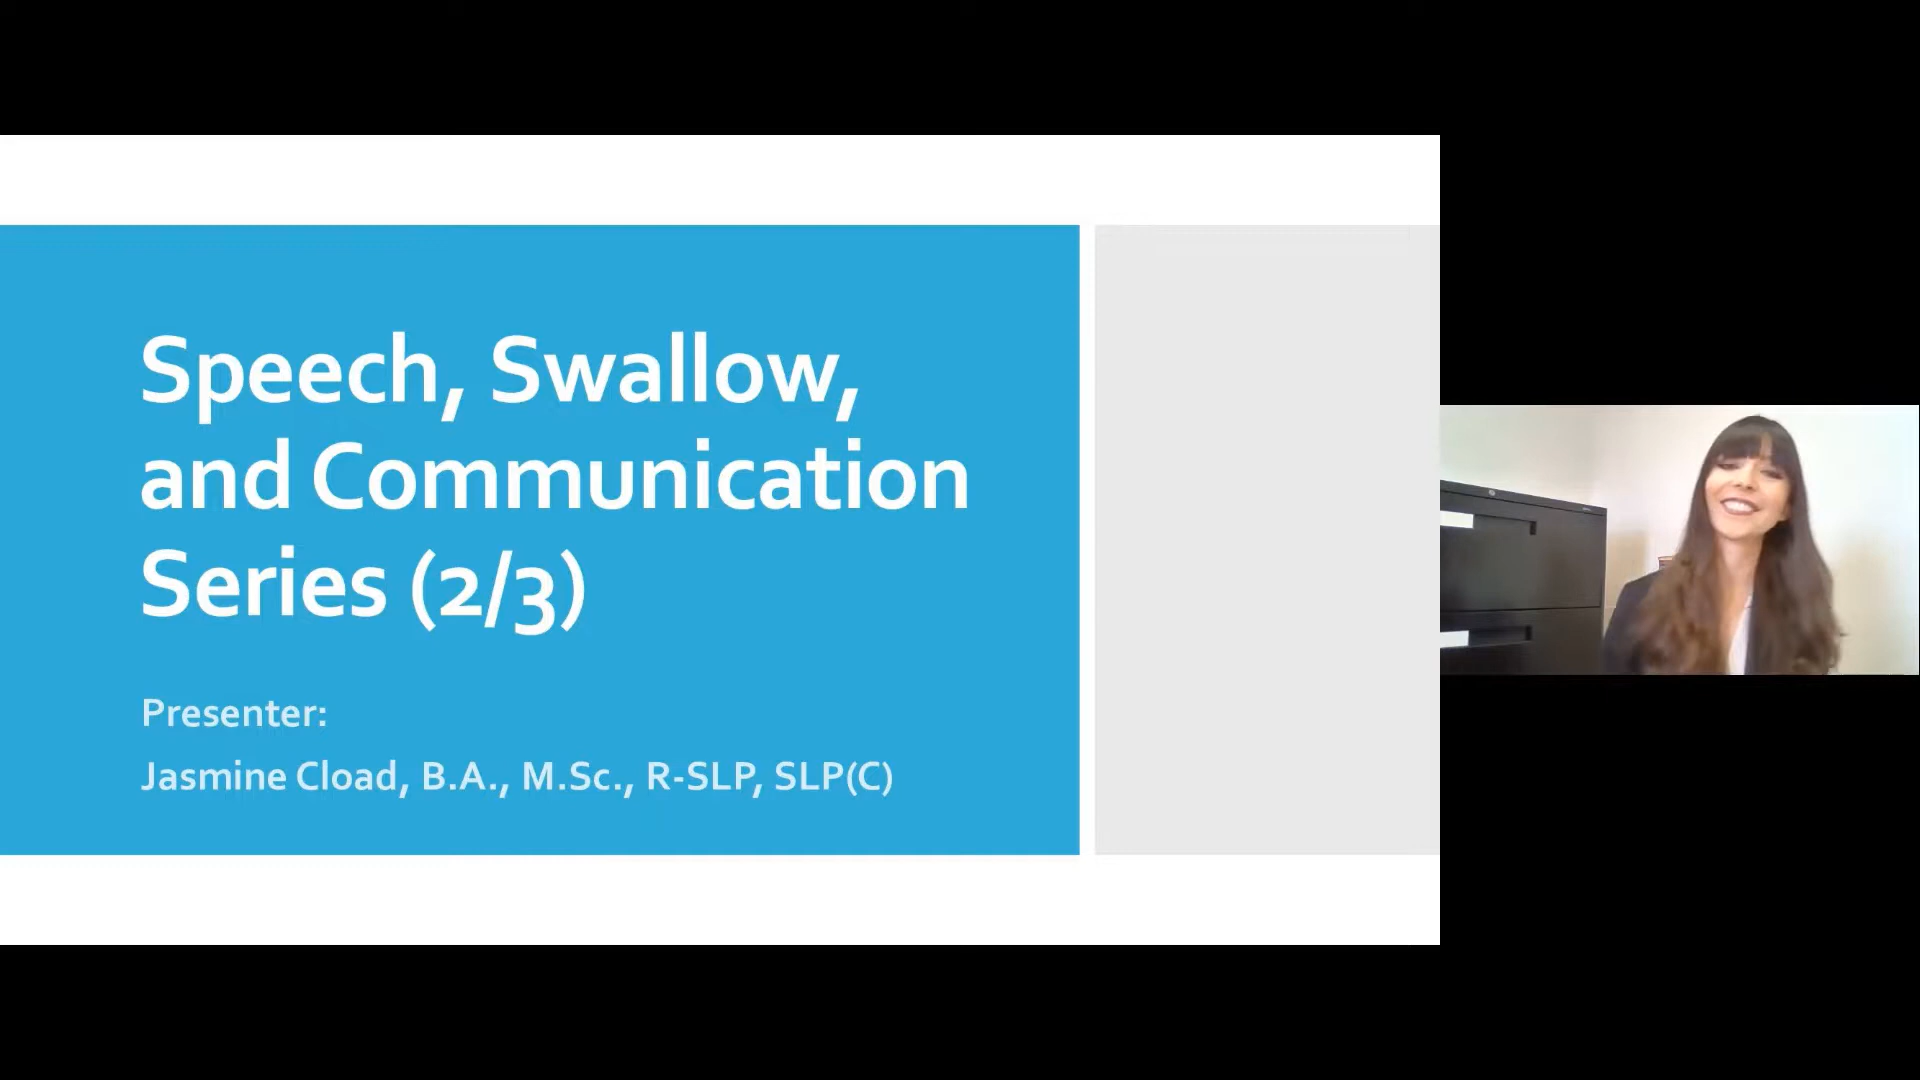 Speech, Swallow,
and Communication
Series (2/3)
Presenter:
Jasmine Cload, B.A., M.Sc., R-SLP, SLP(C)